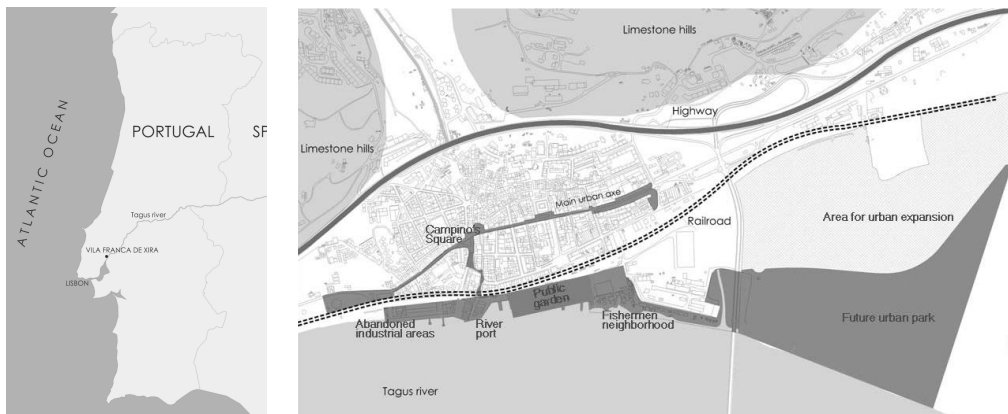 ATLANTIC OCEAN
PORTUGAL
SP
Tagus river
VILA FRANCA DE XIRA
LISBON
Limestone hills
Highway
Limestone hills
Main urban axe
Campino's
Square
Railroad
Area for urban expansion
Public
garden
Abandoned
industrial areas
River
port
Fishermen
neighborhood
Future urban park
Tagus river